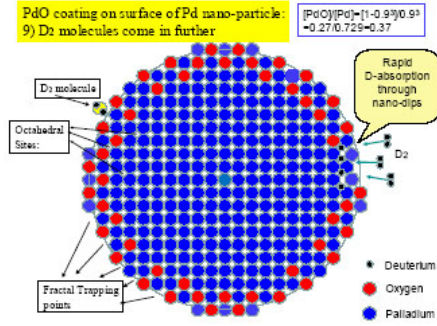 PdO coating on surface of Pd nano-particle:
9) D₂ molecules come in further
[PdO]/[Pd]=[1-0.9³]/0.9³
=0.27/0.729=0.37
Rapid
D-absorption
through
nano-dips
D₂ molecule
Octahedral
Sites:
D₂
Fractal Trapping
points
Deuterium
Oxygen
Palladium